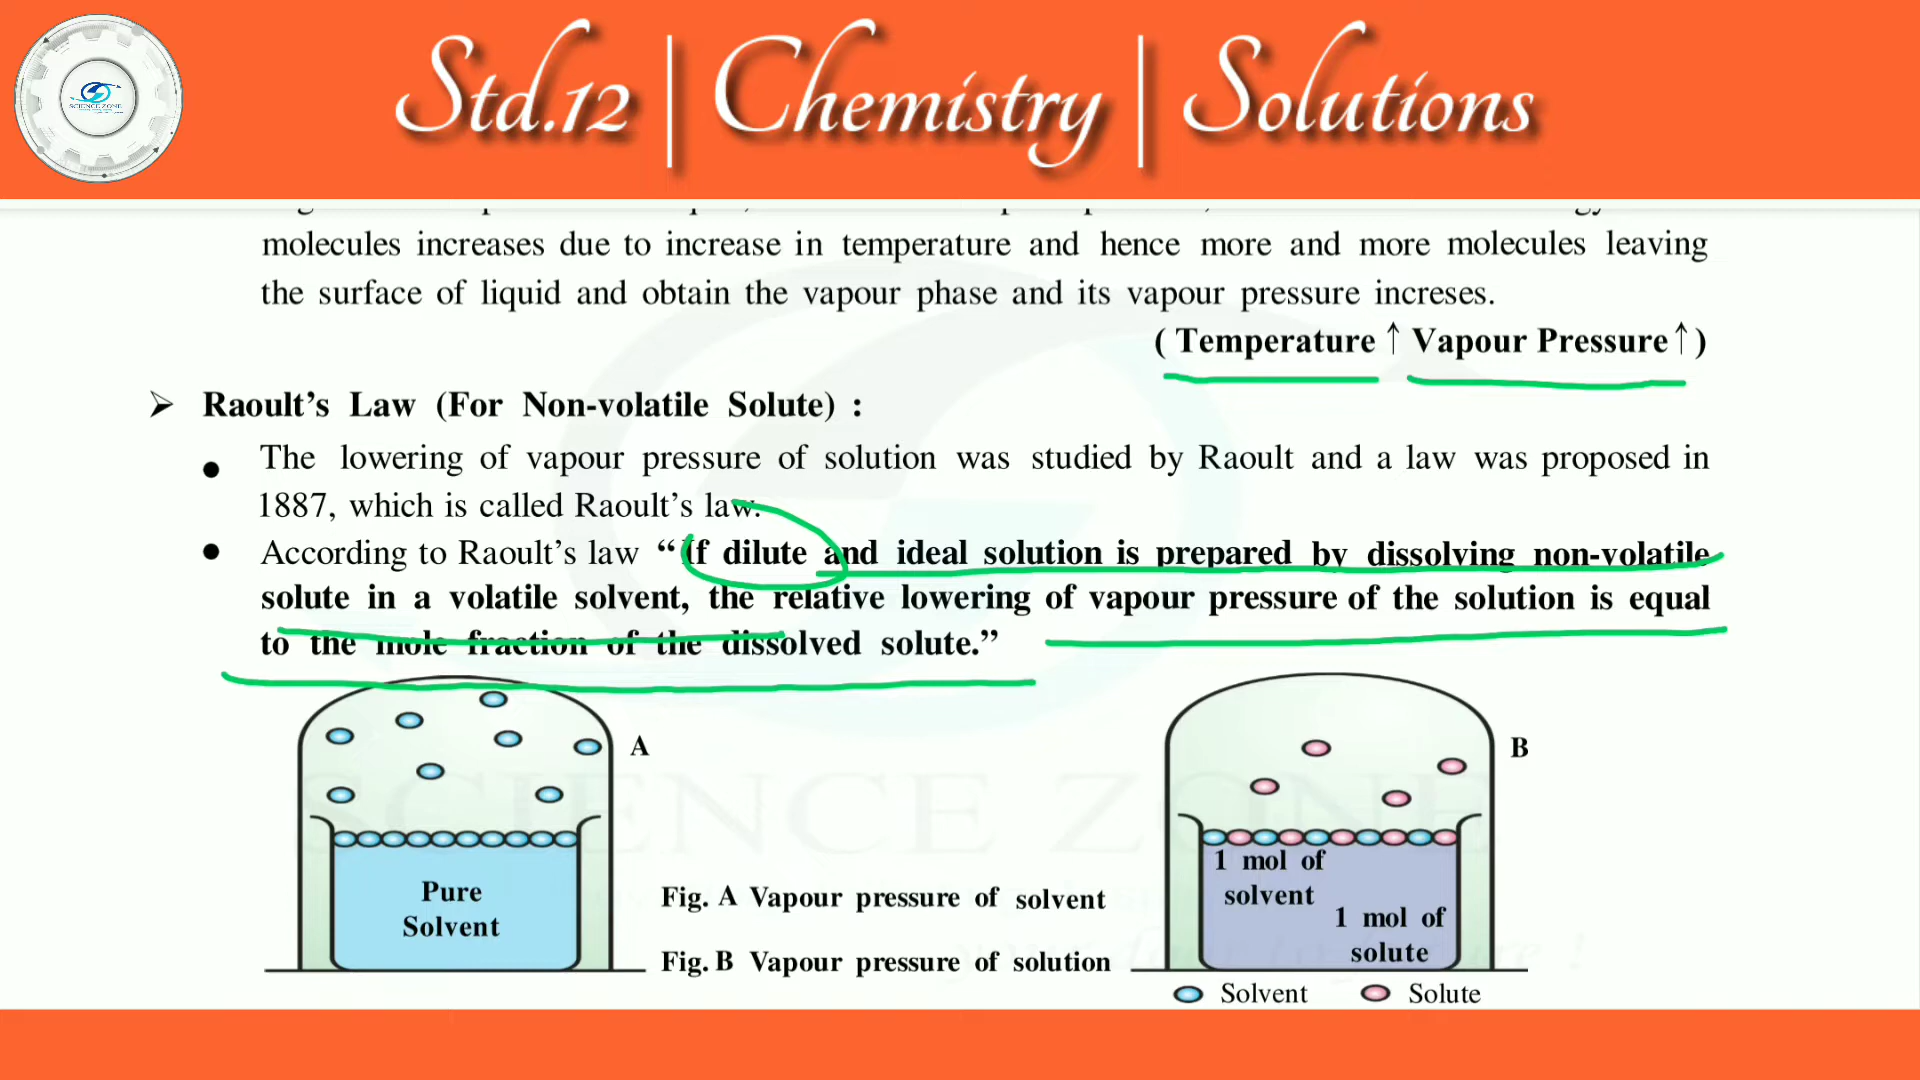 Std.12 | Chemistry | Solutions
SCIENCE ZONE
molecules increases due to increase in temperature and hence more and more molecules leaving
the surface of liquid and obtain the vapour phase and its vapour pressure increses.
( Temperature ↑ Vapour Pressure ↑ )
➢ Raoult's Law (For Non-volatile Solute) :
● The lowering of vapour pressure of solution was studied by Raoult and a law was proposed in
1887, which is called Raoult's law.
● According to Raoult's law “If dilute and ideal solution is prepared by dissolving non-volatile
solute in a volatile solvent, the relative lowering of vapour pressure of the solution is equal
to the mole fraction of the dissolved solute.”
A
B
Pure
Solvent
1 mol of
solvent
1 mol of
solute
Fig. A Vapour pressure of solvent
Fig. B Vapour pressure of solution
Solvent
Solute
SCIENCE ZONE